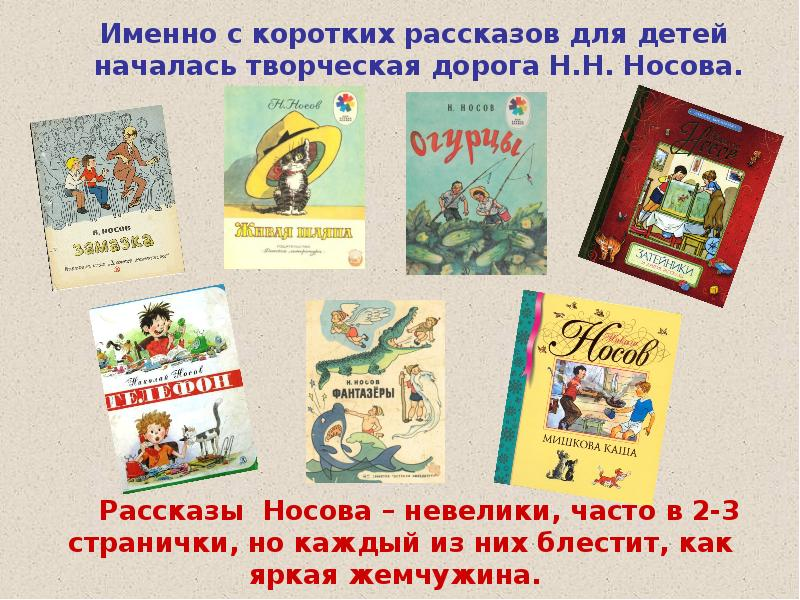 Именно с коротких рассказов для детей
началась творческая дорога Н.Н. Носова.
Н. НОСОВ
ЗАМАЗКА
Н. Носов
Живая шляпа
Н. НОСОВ
Огурцы
Носов
ЗАТЕЙНИКИ
Николай Носов
ТЕЛЕФОН
Н. НОСОВ
ФАНТАЗЁРЫ
Николай
Носов
МИШКОВА КАША
Рассказы Носова – невелики, часто в 2-3
странички, но каждый из них блестит, как
яркая жемчужина.